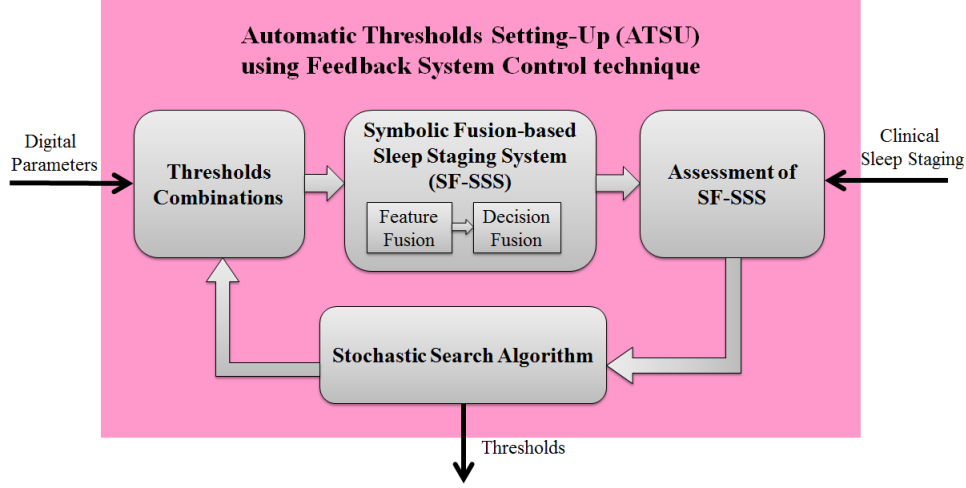 Automatic Thresholds Setting-Up (ATSU)
using Feedback System Control technique
Digital
Parameters
Thresholds
Combinations
Symbolic Fusion-based
Sleep Staging System
(SF-SSS)
Feature
Fusion
Decision
Fusion
Assessment of
SF-SSS
Clinical
Sleep Staging
Stochastic Search Algorithm
Thresholds